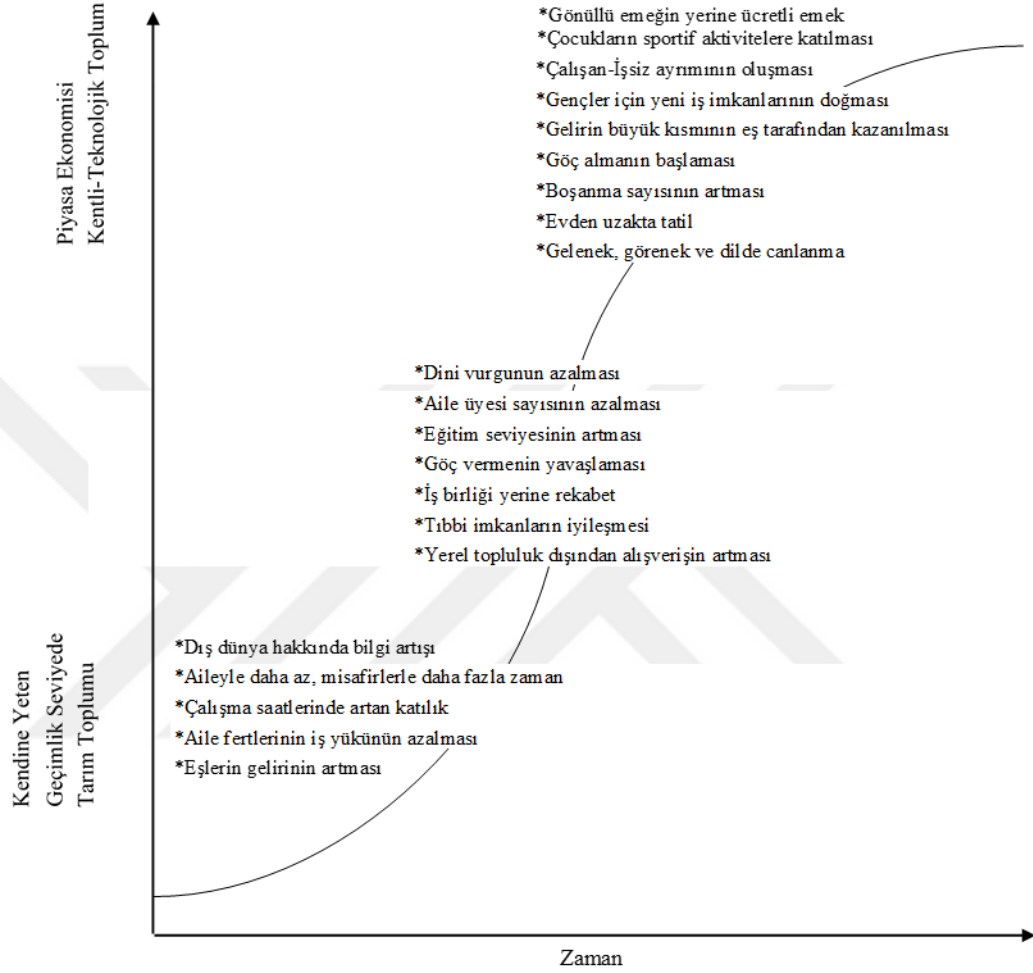 *Gönüllü emeğin yerine ücretli emek
*Çocukların sportif aktivitelere katılması
*Çalışan-İşsiz ayrımının oluşması
*Gençler için yeni iş imkanlarının doğması
*Gelirin büyük kısmının eş tarafından kazanılması
*Göç almanın başlaması
*Boşanma sayısının artması
*Evden uzakta tatil
*Gelenek, görenek ve dilde canlanma
Piyasa Ekonomisi
Kentli-Teknolojik Toplum
*Dini vurgunun azalması
*Aile üyesi sayısının azalması
*Eğitim seviyesinin artması
*Göç vermenin yavaşlaması
*İş birliği yerine rekabet
*Tıbbi imkanların iyileşmesi
*Yerel topluluk dışından alışverişin artması
*Dış dünya hakkında bilgi artışı
*Aileyle daha az, misafirlerle daha fazla zaman
*Çalışma saatlerinde artan katılık
*Aile fertlerinin iş yükünün azalması
*Eşlerin gelirinin artması
Kendine Yeten
Geçimlik Seviyede
Tarım Toplumu
Zaman